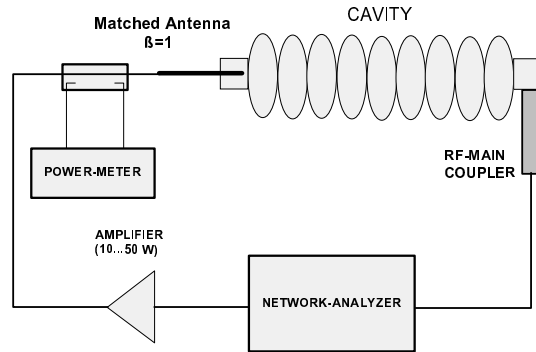 CAVITY
Matched Antenna
ß=1
POWER-METER
RF-MAIN
COUPLER
AMPLIFIER
(10...50 W)
NETWORK-ANALYZER